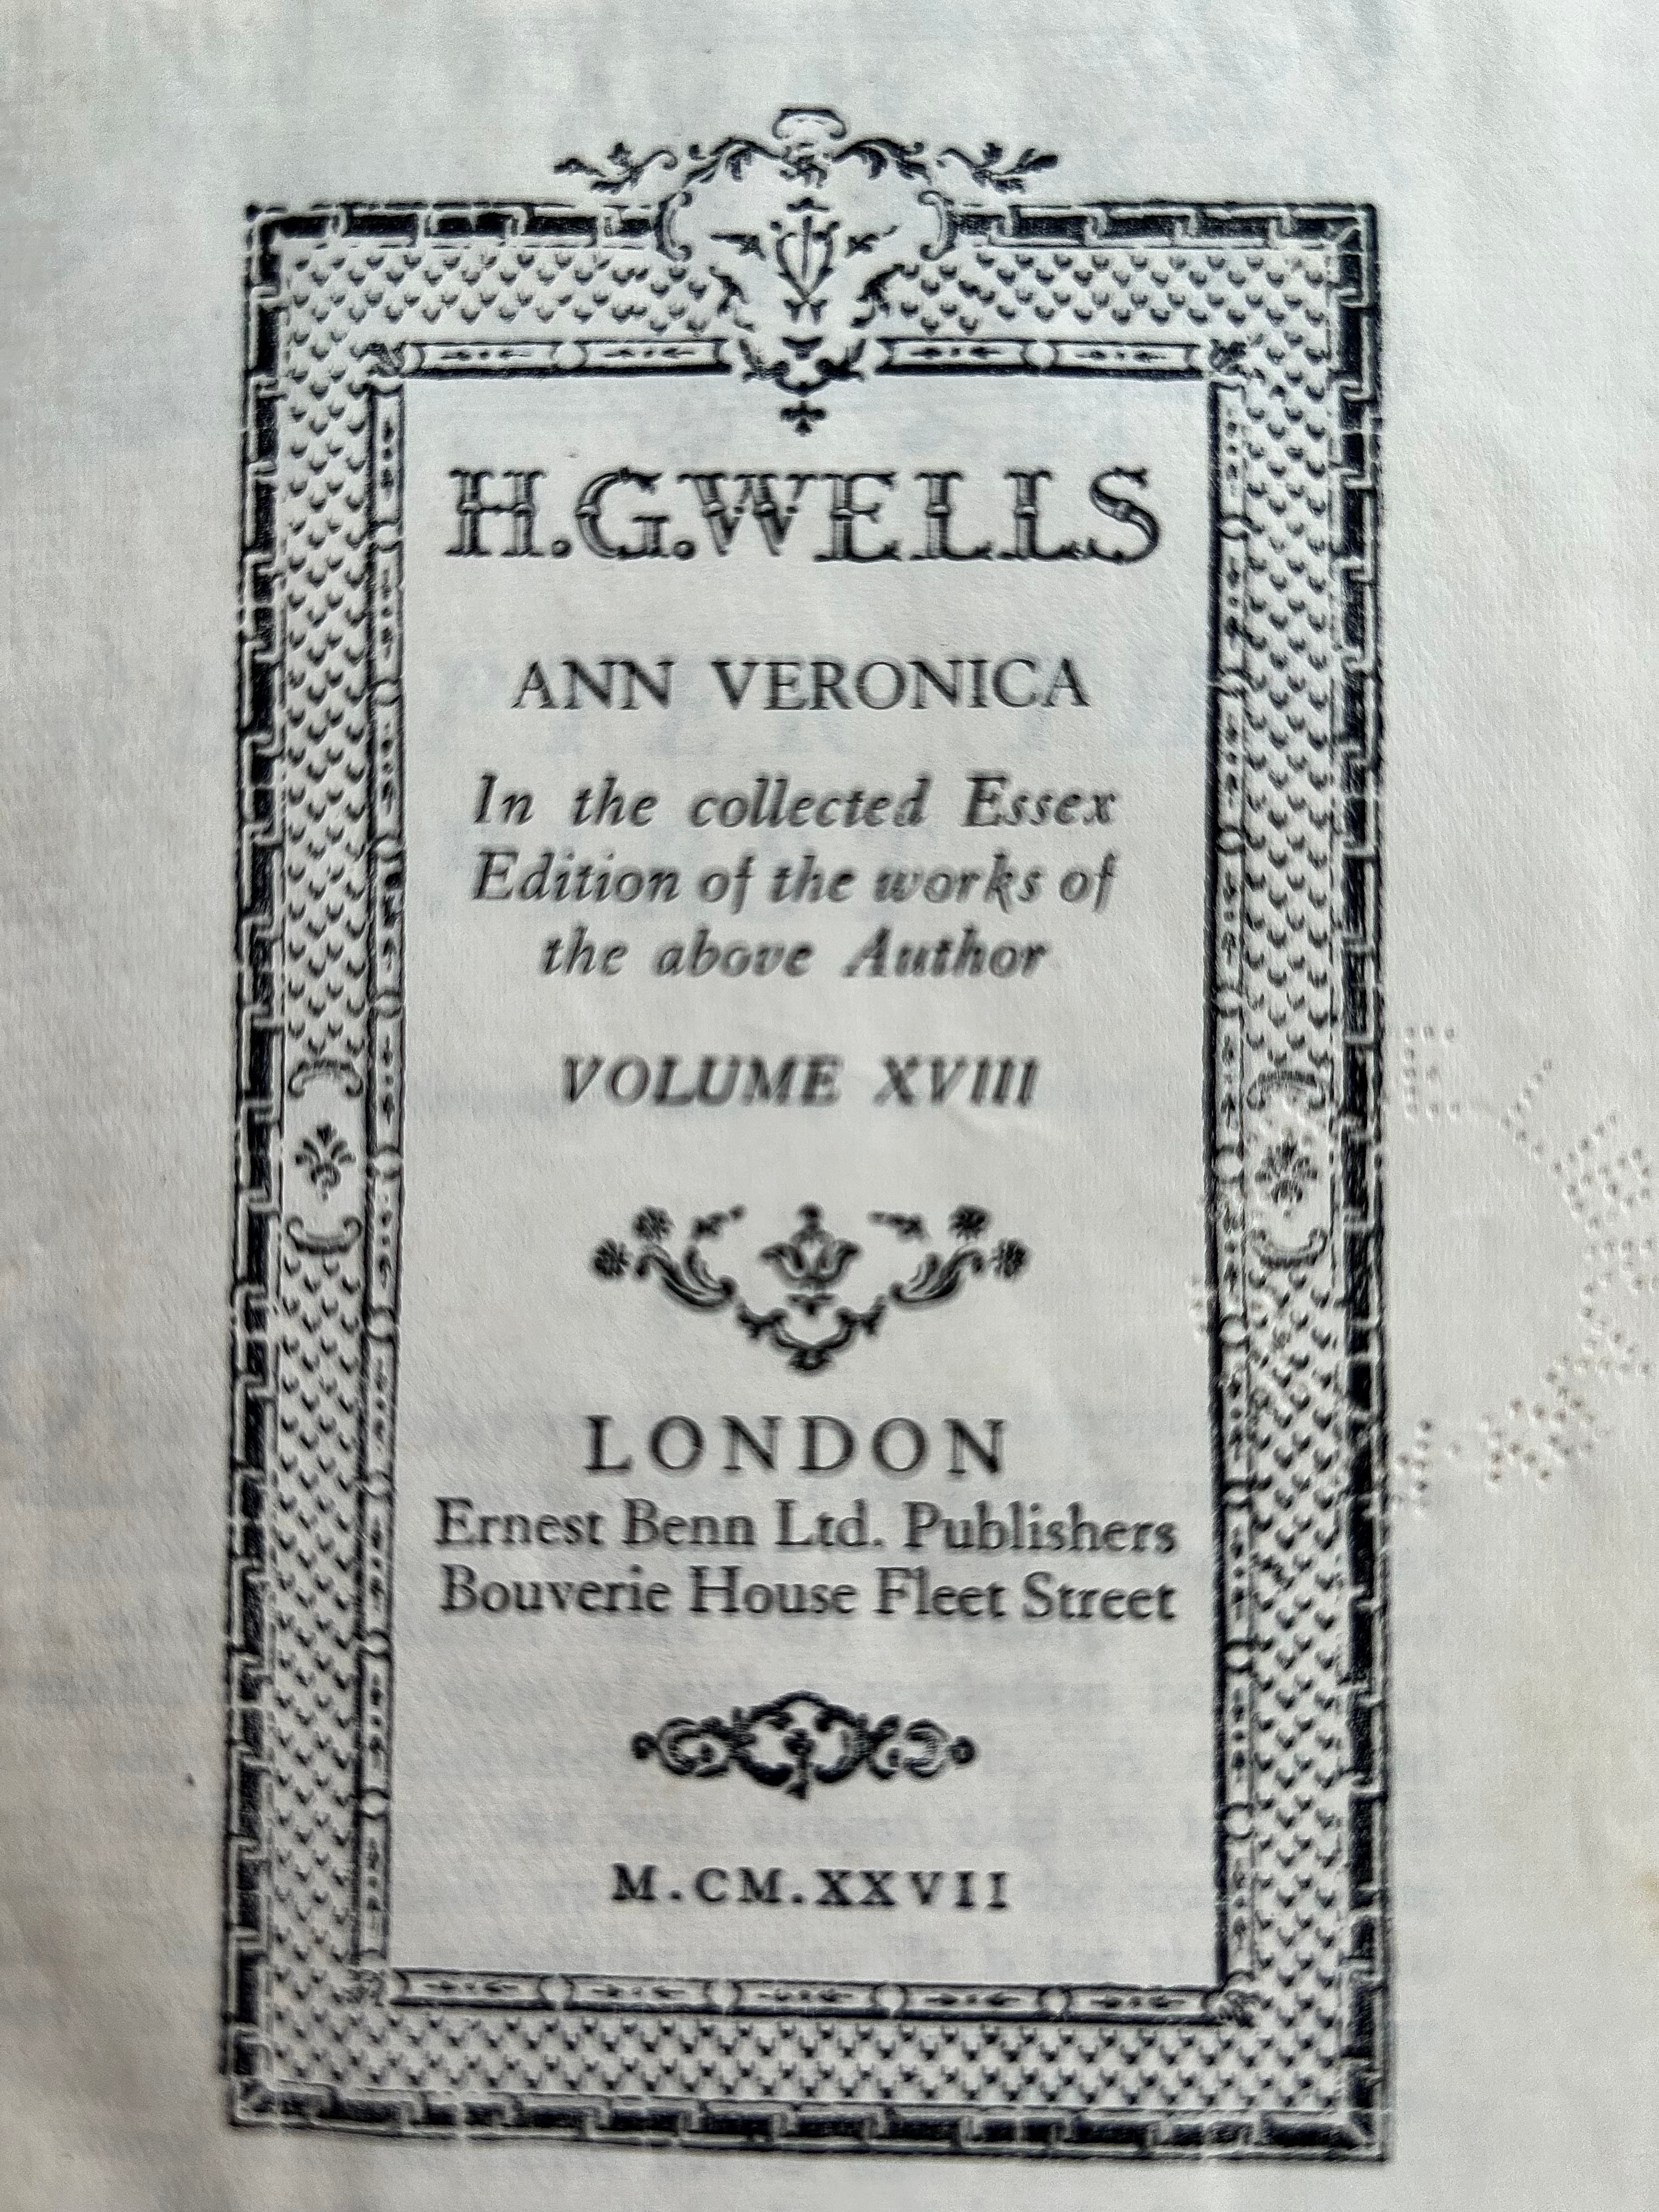 H.G.WELLS
ANN VERONICA
In the collected Essex
Edition of the works of
the above Author
VOLUME XVIII
LONDON
Ernest Benn Ltd. Publishers
Bouverie House Fleet Street
M.CM.XXVII